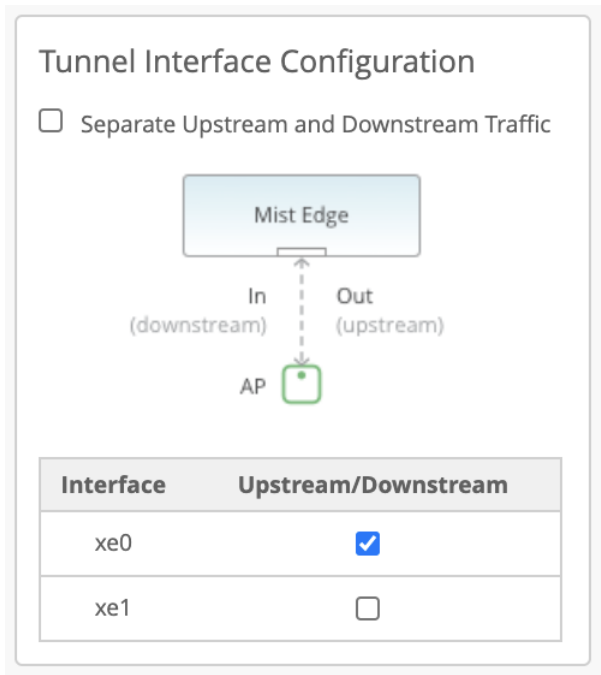 Tunnel Interface Configuration
Separate Upstream and Downstream Traffic
Mist Edge
In Out
(downstream) (upstream)
AP
Interface Upstream/Downstream
xe0
xe1